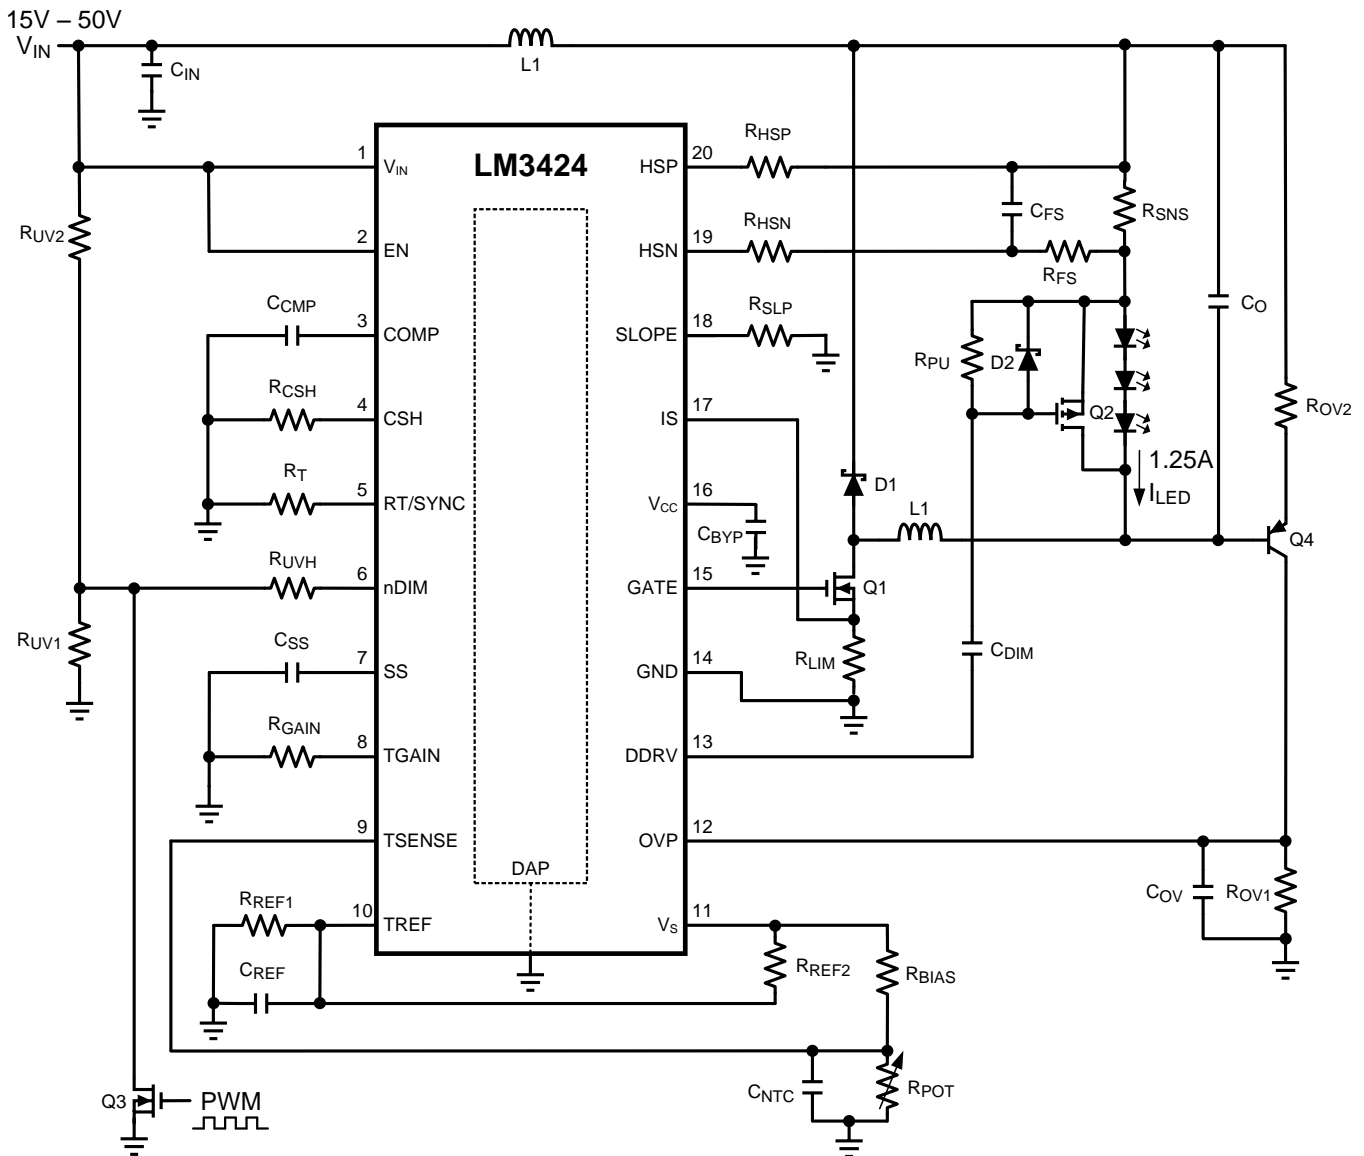 15V – 50V
VIN
CIN
L1
LM3424
1
VIN
HSP
20
RHSP
RUV2
2
EN
HSN
19
RHSN
CFS
RSNS
RFS
CCMP
3
COMP
SLOPE
18
RSLP
CO
RPU
D2
RCSH
4
CSH
IS
17
Q2
ROV2
RT
5
RT/SYNC
VCC
16
CBYP
D1
1.25A
ILED
L1
Q4
RUVH
6
nDIM
GATE
15
Q1
RUV1
CSS
7
SS
GND
14
RLIM
CDIM
RGAIN
8
TGAIN
DDRV
13
9
TSENSE
OVP
12
DAP
COV
ROV1
RREF1
10
TREF
VS
11
CREF
RREF2
RBIAS
CNTC
RPOT
Q3
PWM